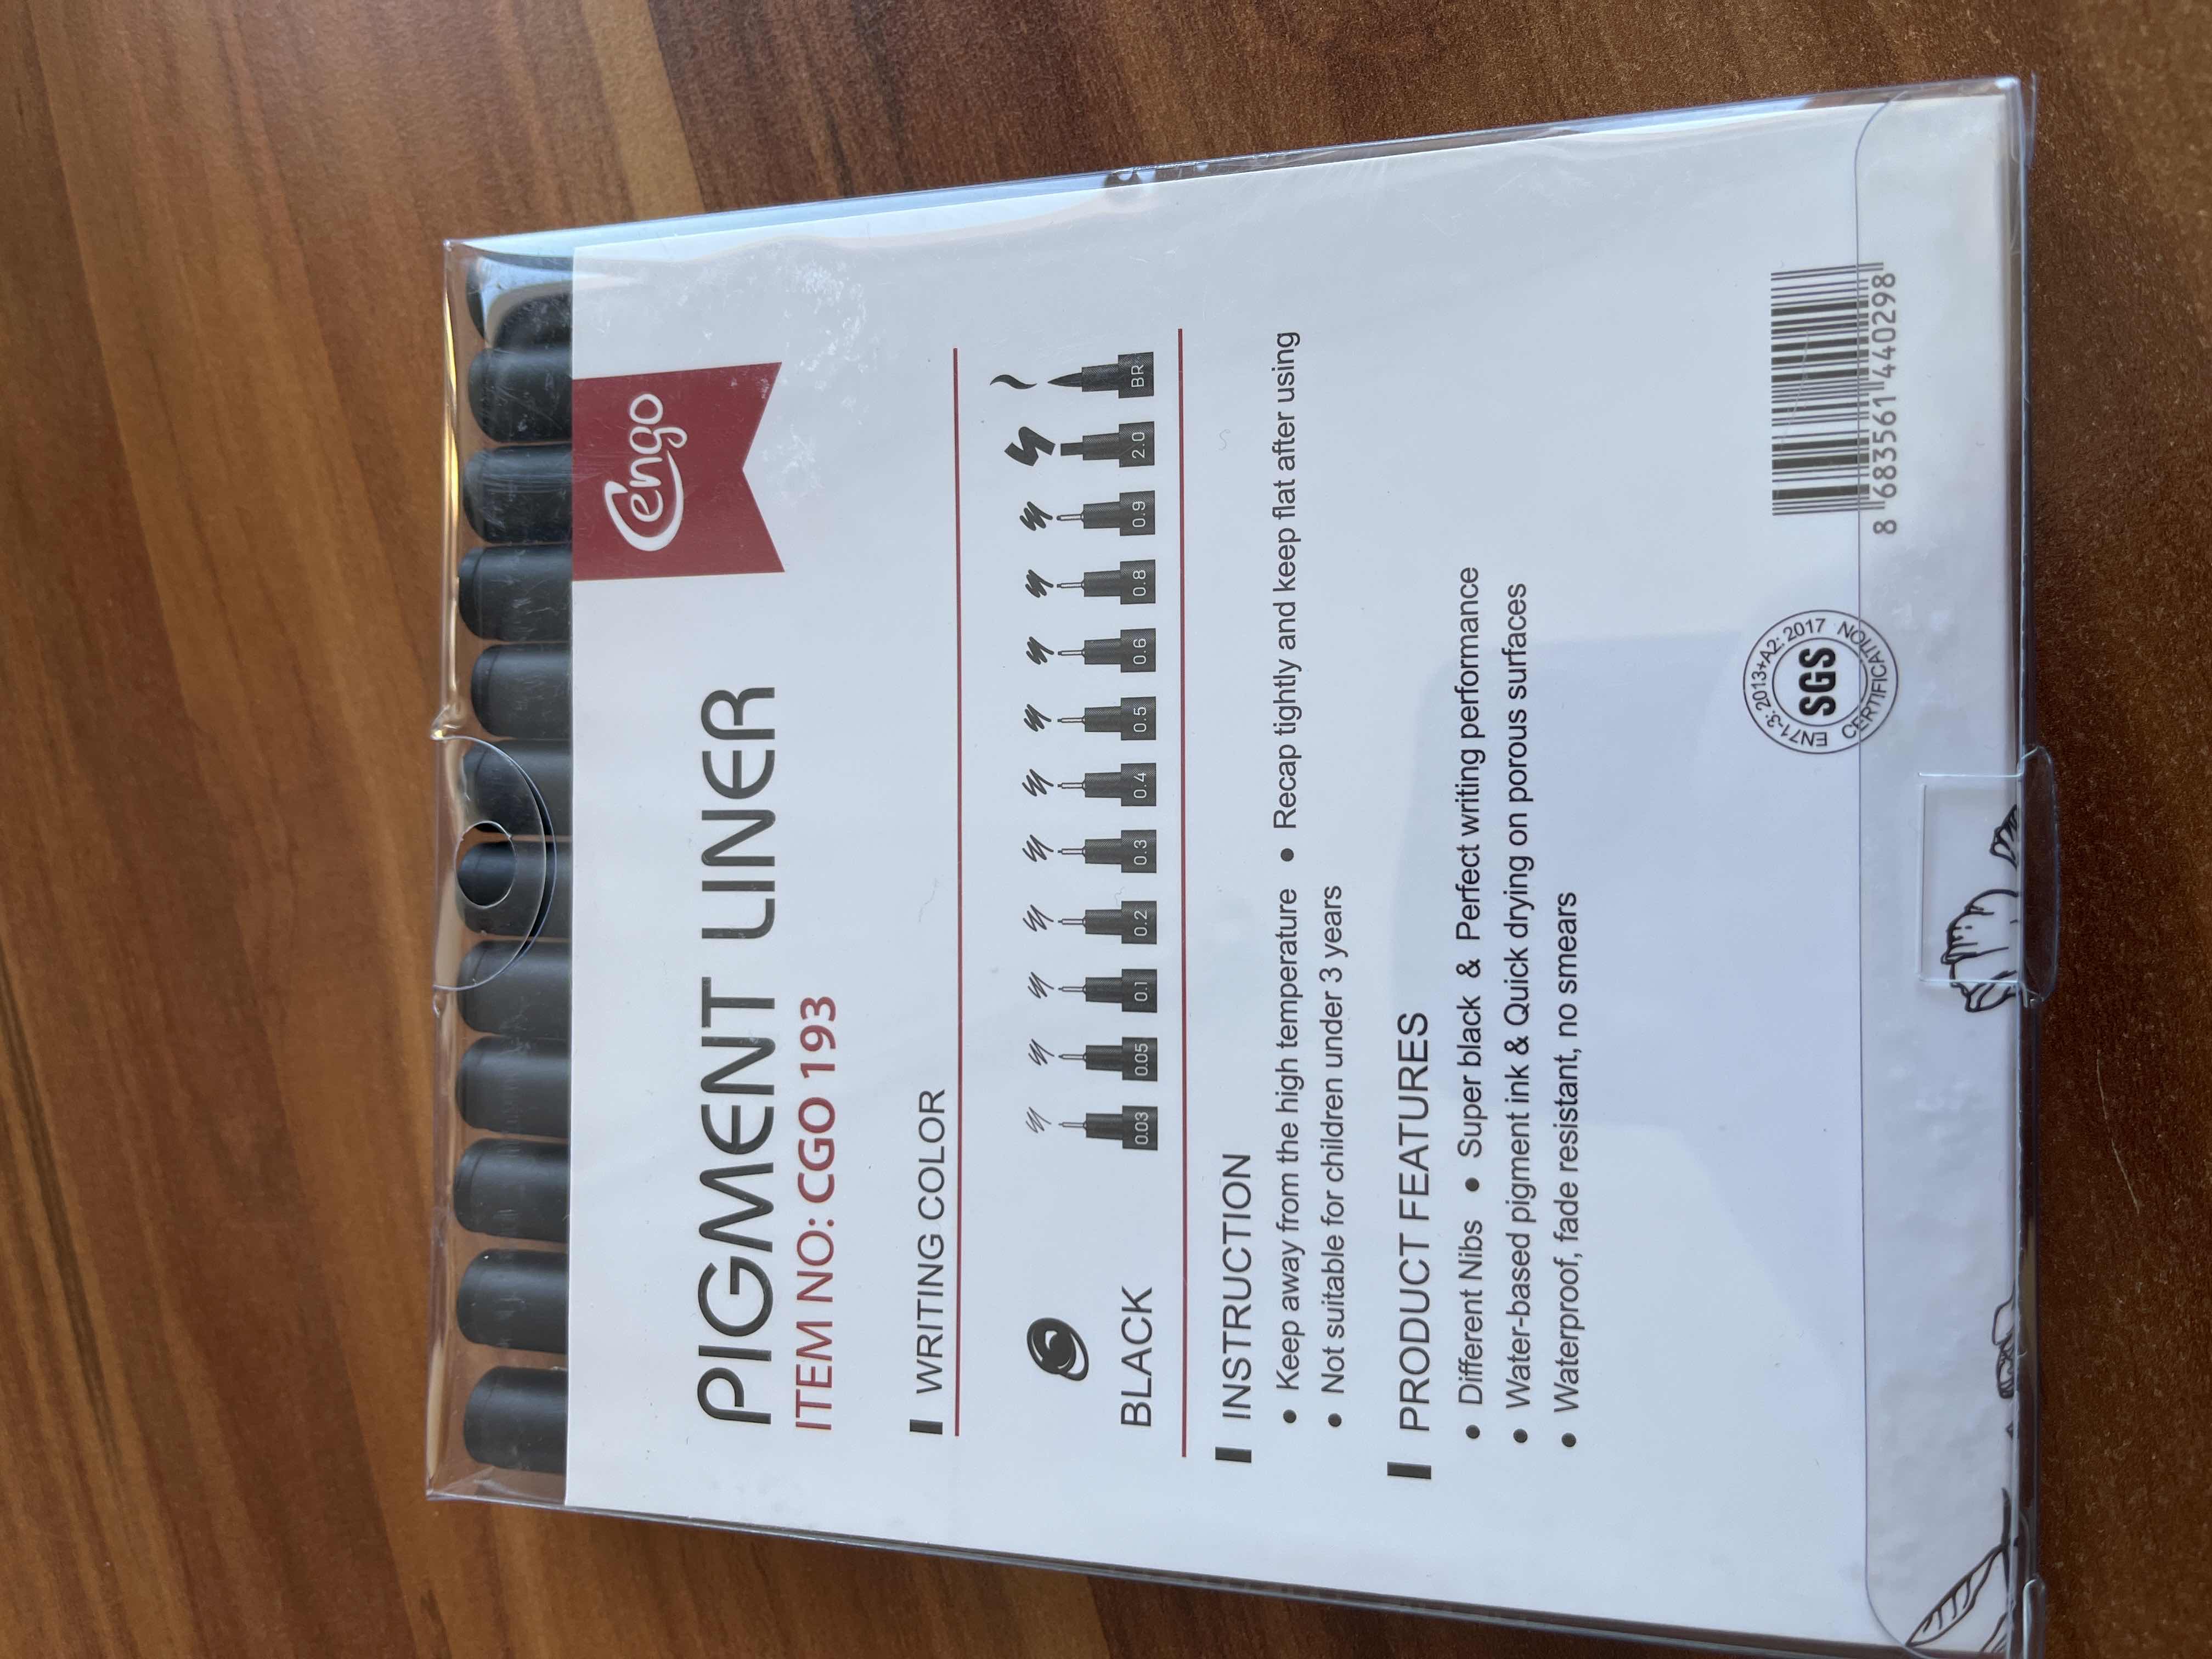 Cengo
PIGMENT LINER
ITEM NO: CGO 193
WRITING COLOR
BLACK
0.03 0.05 0.1 0.2 0.3 0.4 0.5 0.6 0.8 0.9 2.0 BR
INSTRUCTION
• Keep away from the high temperature • Recap tightly and keep flat after using
• Not suitable for children under 3 years
PRODUCT FEATURES
• Different Nibs • Super black & Perfect writing performance
• Water-based pigment ink & Quick drying on porous surfaces
• Waterproof, fade resistant, no smears
EN71-3: 2013+A2: 2017
SGS
CERTIFICATION
8 683561 440298